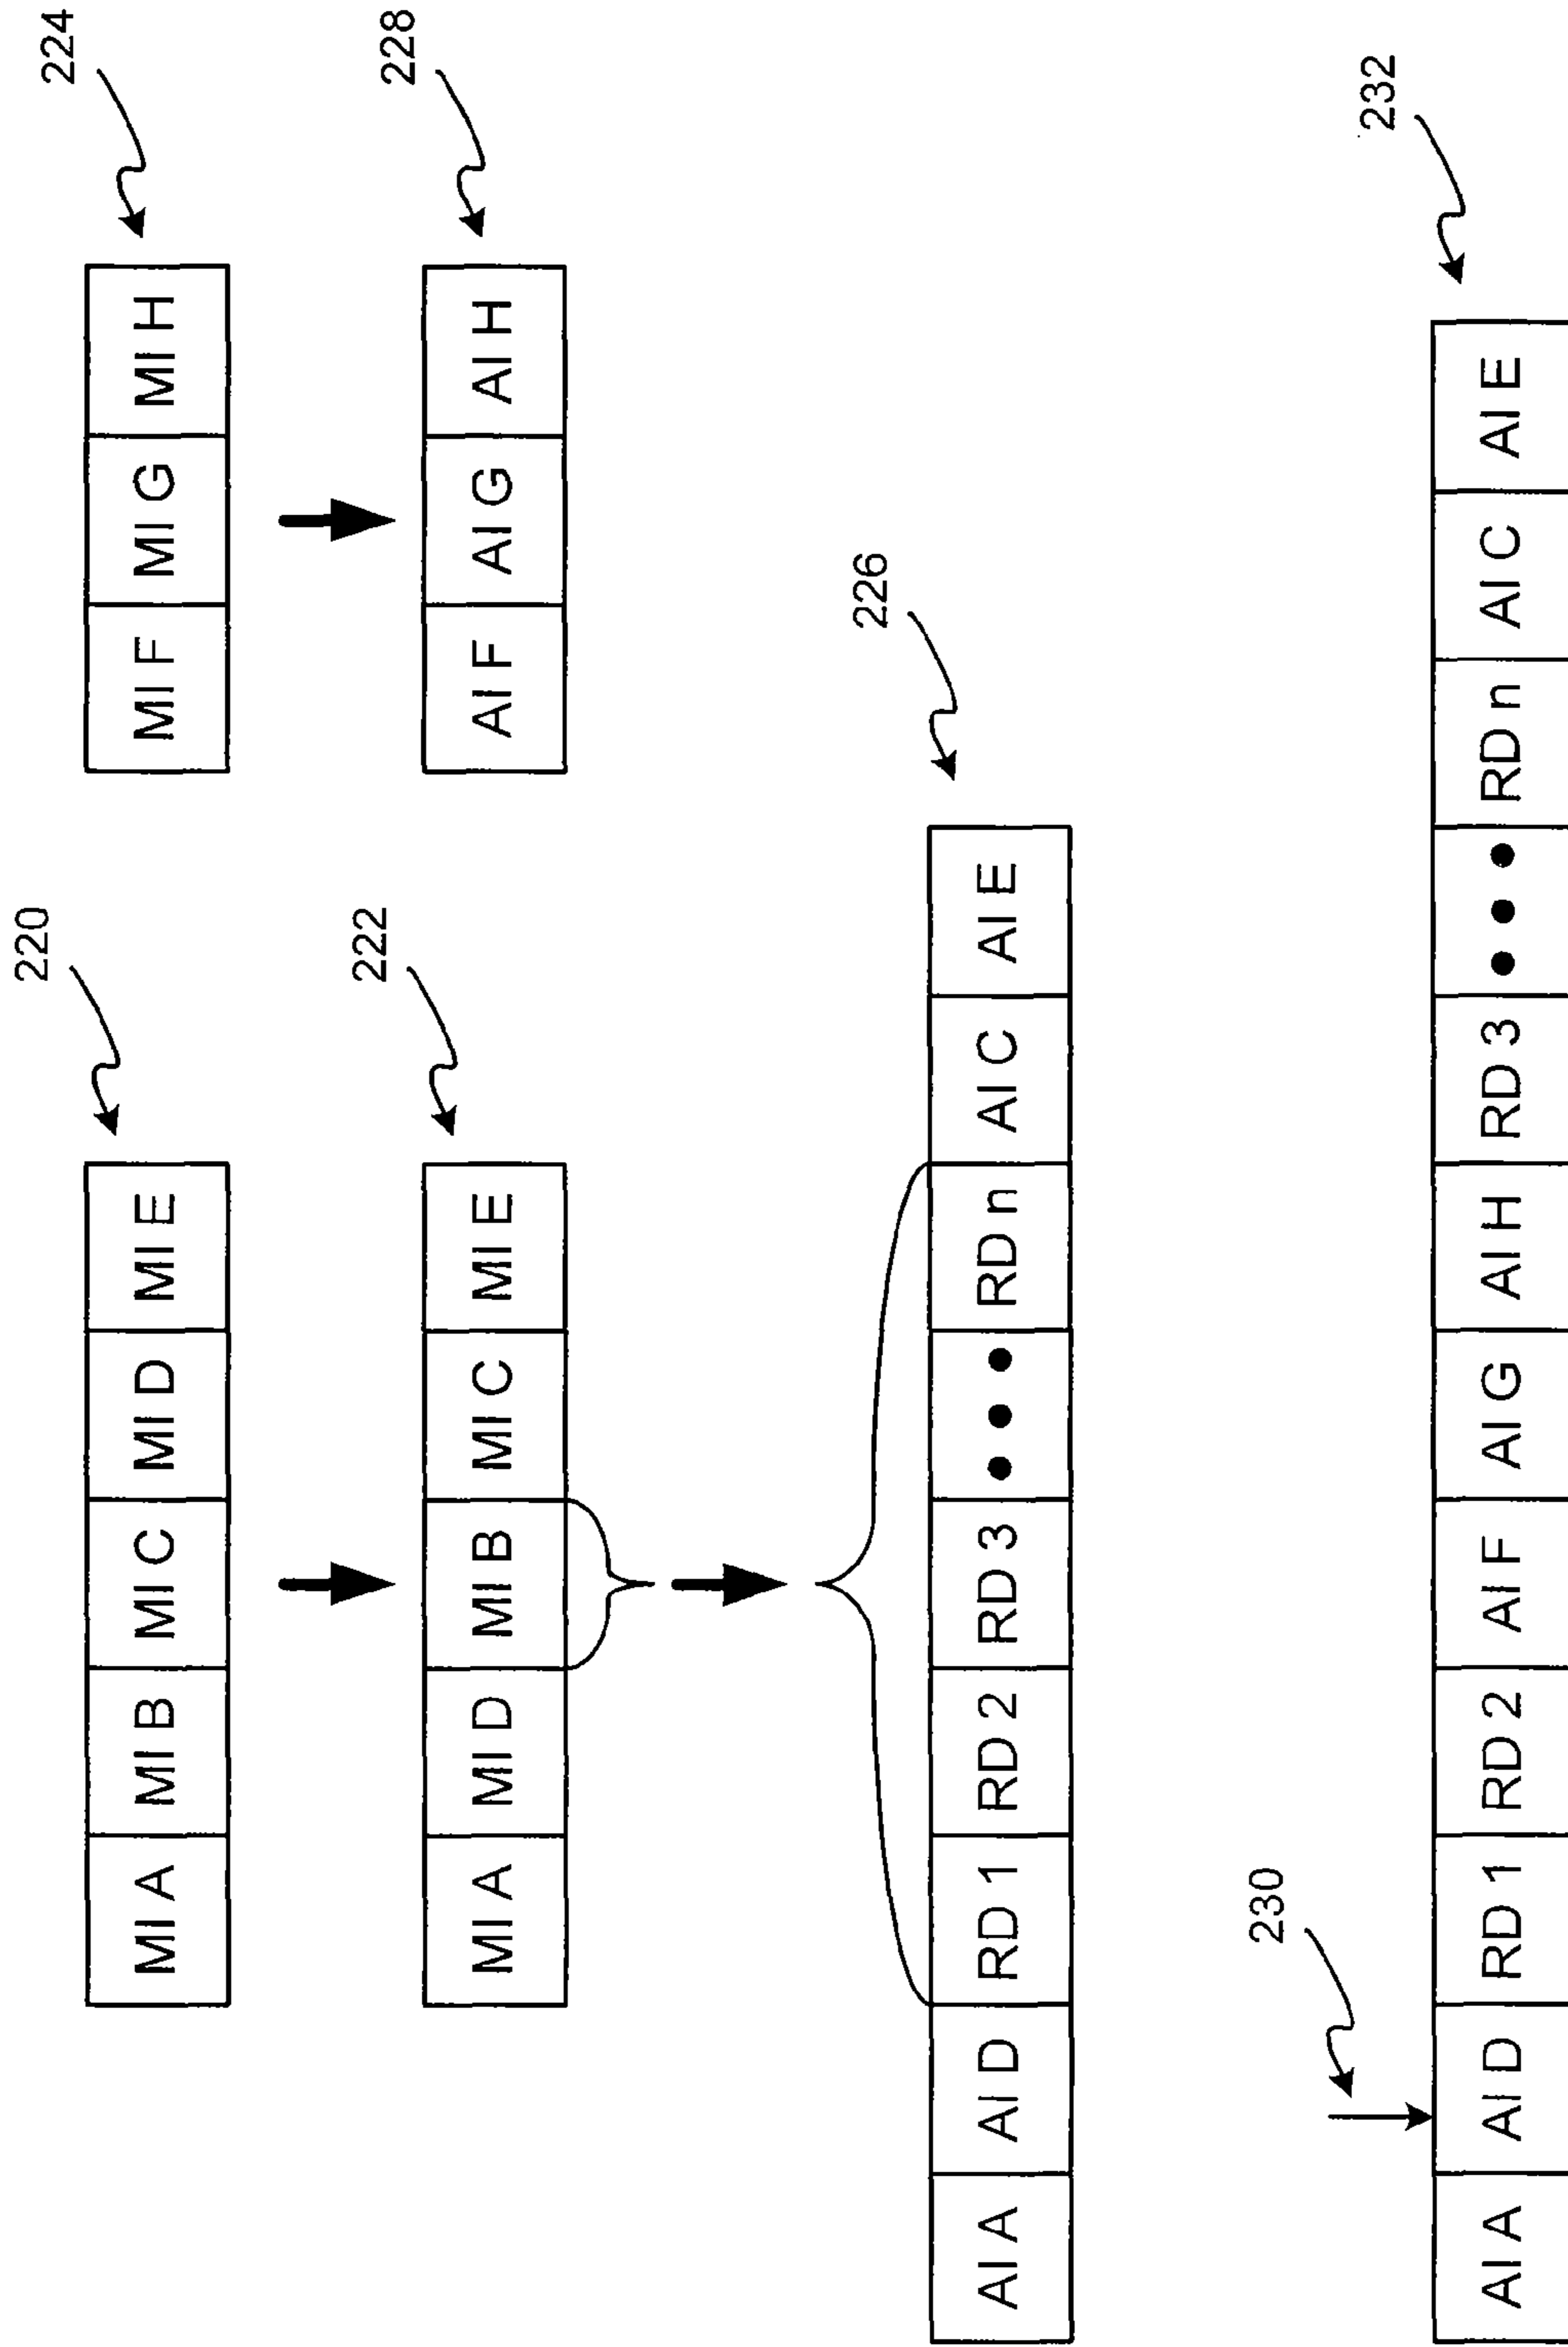 220
MI A MI B MI C MI D MI E
224
MI F MI G MI H
222
MI A MI D MI B MI C MI E
228
AI F AI G AI H
226
AI A AI D RD 1 RD 2 RD 3 ● ● ● RD n AI C AI E
230
232
AI A AI D RD 1 RD 2 AI F AI G AI H RD 3 ● ● ● RD n AI C AI E